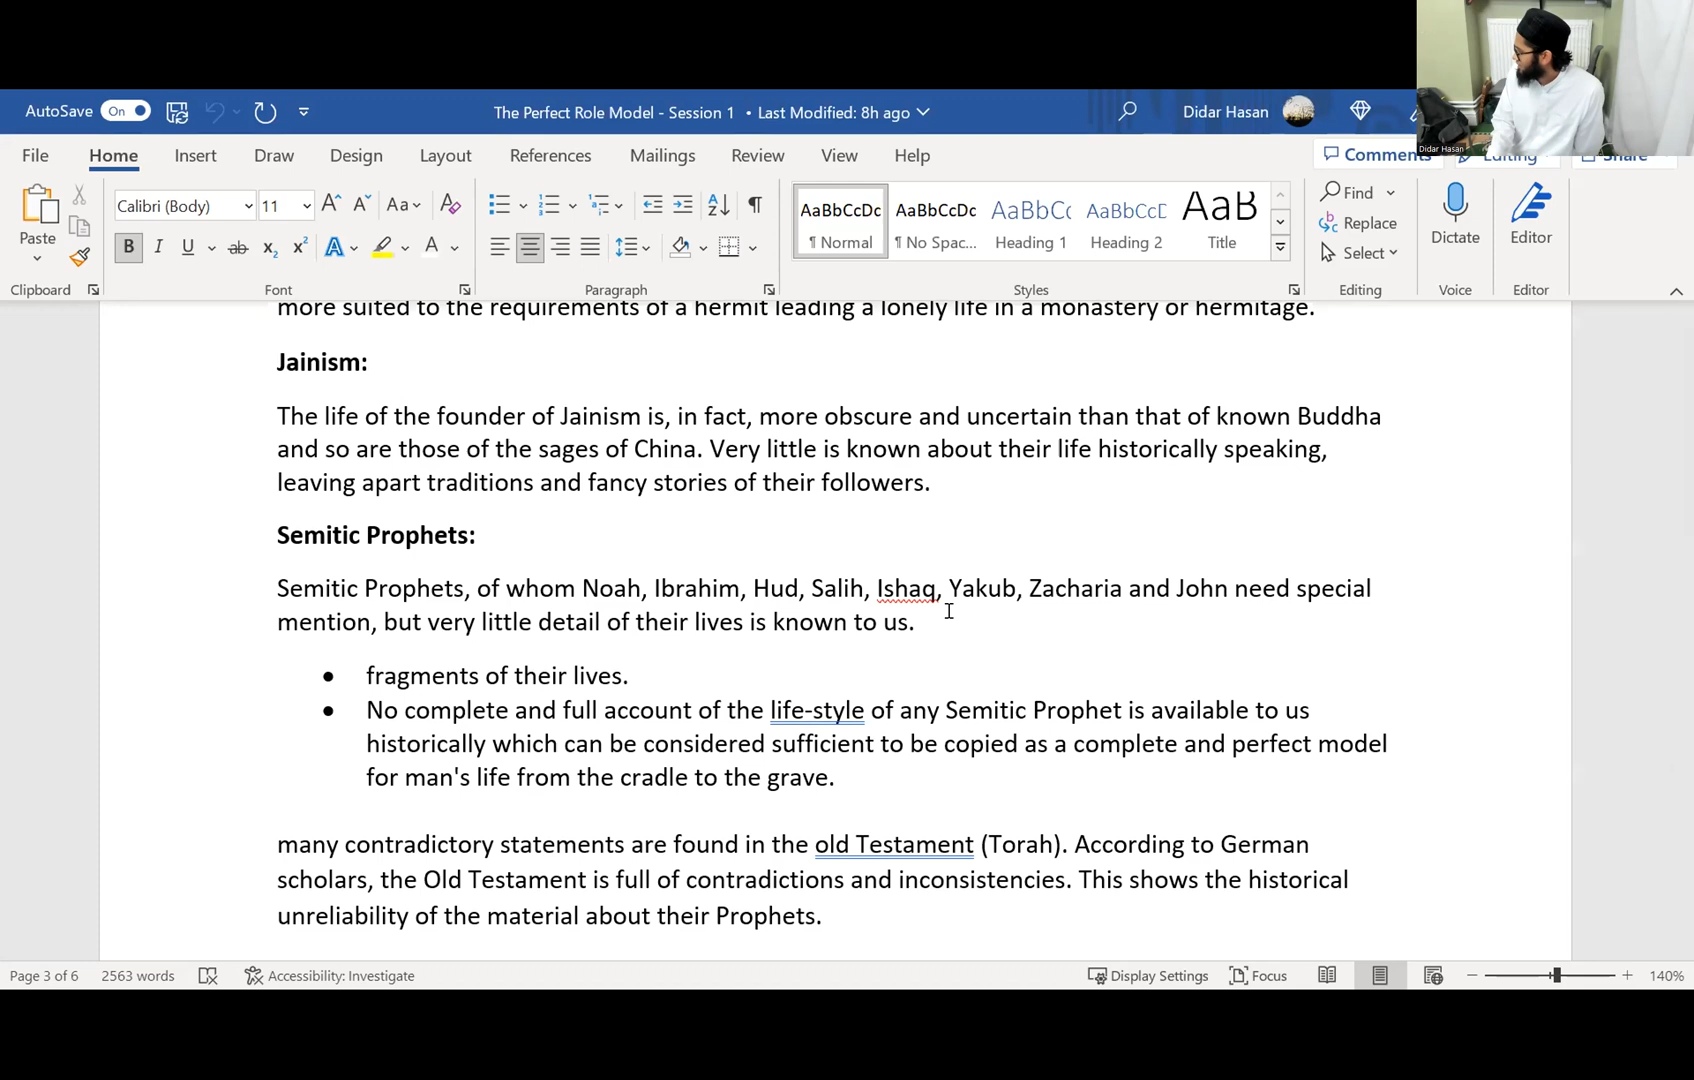 AutoSave On
The Perfect Role Model - Session 1 • Last Modified: 8h ago
Didar Hasan
Didar Hasan
File Home Insert Draw Design Layout References Mailings Review View Help
Comments Editing Share
Calibri (Body) 11
Paste
AaBbCcDc AaBbCcDc AaBbCc AaBbCcD AaB
¶ Normal ¶ No Spac... Heading 1 Heading 2 Title
Find
Replace
Select
Dictate
Editor
Clipboard Font Paragraph Styles Editing Voice Editor
more suited to the requirements of a hermit leading a lonely life in a monastery or hermitage.
Jainism:
The life of the founder of Jainism is, in fact, more obscure and uncertain than that of known Buddha
and so are those of the sages of China. Very little is known about their life historically speaking,
leaving apart traditions and fancy stories of their followers.
Semitic Prophets:
Semitic Prophets, of whom Noah, Ibrahim, Hud, Salih, Ishaq, Yakub, Zacharia and John need special
mention, but very little detail of their lives is known to us.
• fragments of their lives.
• No complete and full account of the life-style of any Semitic Prophet is available to us
historically which can be considered sufficient to be copied as a complete and perfect model
for man's life from the cradle to the grave.
many contradictory statements are found in the old Testament (Torah). According to German
scholars, the Old Testament is full of contradictions and inconsistencies. This shows the historical
unreliability of the material about their Prophets.
Page 3 of 6 2563 words Accessibility: Investigate Display Settings Focus 140%